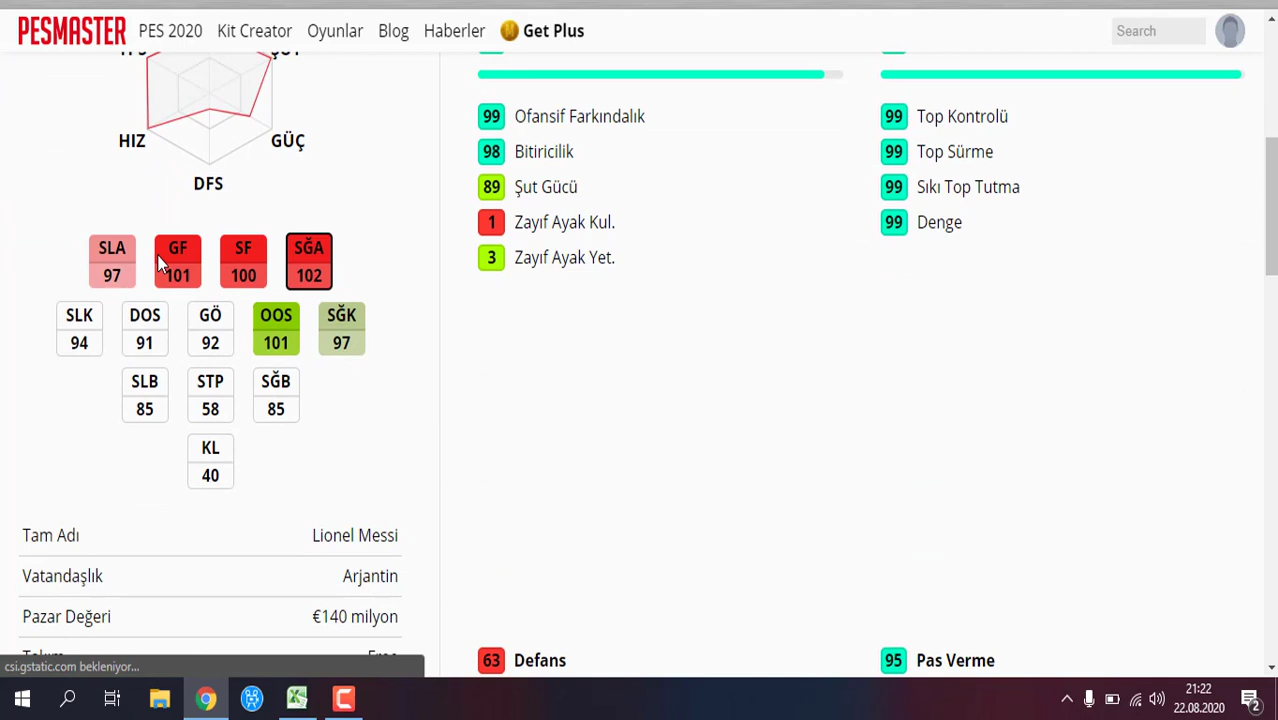 PESMASTER PES 2020 Kit Creator Oyunlar Blog Haberler Get Plus Search
HIZ
GÜÇ
DFS
SLA GF SF SĞA
97 101 100 102
SLK DOS GÖ OOS SĞK
94 91 92 101 97
SLB STP SĞB
85 58 85
KL
40
Tam Adı Lionel Messi
Vatandaşlık Arjantin
Pazar Değeri €140 milyon
99 Ofansif Farkındalık
98 Bitiricilik
89 Şut Gücü
1 Zayıf Ayak Kul.
3 Zayıf Ayak Yet.
99 Top Kontrolü
99 Top Sürme
99 Sıkı Top Tutma
99 Denge
63 Defans
95 Pas Verme
csi.gstatic.com bekleniyor...
21:22
22.08.2020
2